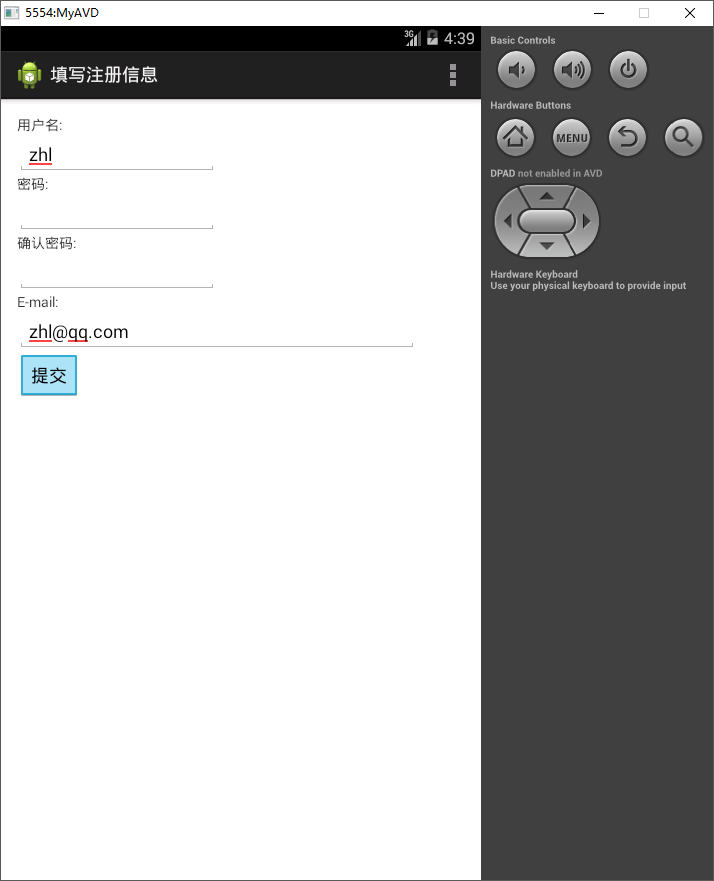 5554:MyAVD
3G 4:39
填写注册信息
用户名:
zhl
密码:
确认密码:
E-mail:
zhl@qq.com
提交
Basic Controls
Hardware Buttons
MENU
DPAD not enabled in AVD
Hardware Keyboard
Use your physical keyboard to provide input